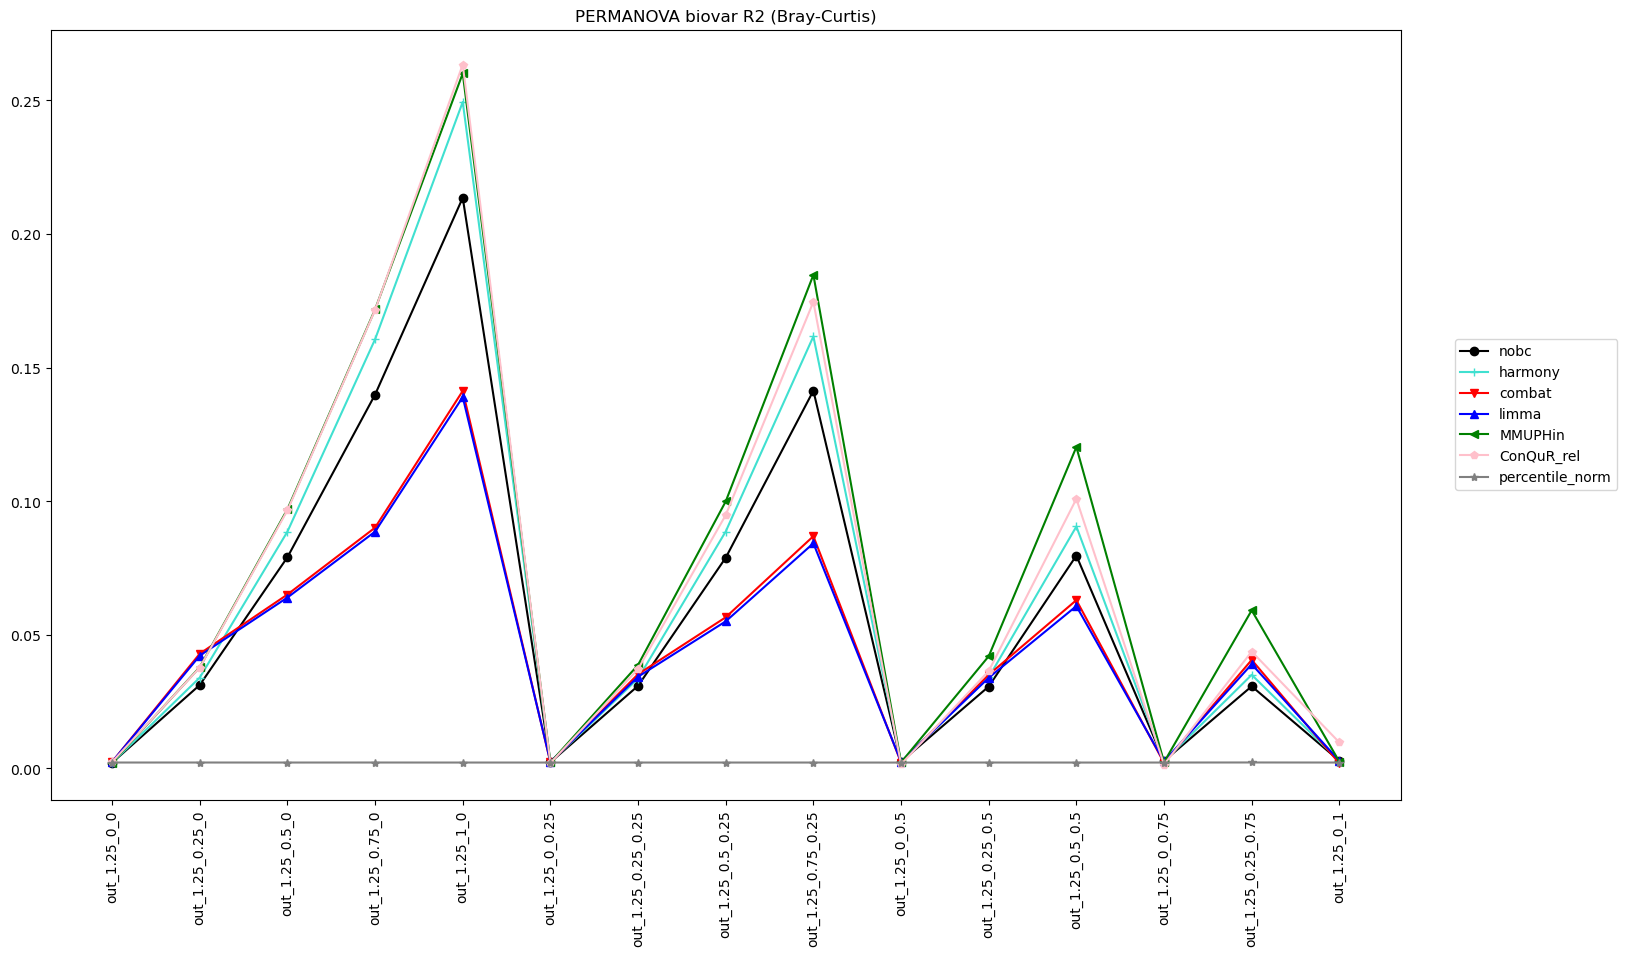 PERMANOVA biovar R2 (Bray-Curtis)
0.25
0.20
0.15
0.10
0.05
0.00
out_1.25_0_0
out_1.25_0.25_0
out_1.25_0.5_0
out_1.25_0.75_0
out_1.25_1_0
out_1.25_0_0.25
out_1.25_0.25_0.25
out_1.25_0.5_0.25
out_1.25_0.75_0.25
out_1.25_0_0.5
out_1.25_0.25_0.5
out_1.25_0.5_0.5
out_1.25_0_0.75
out_1.25_0.25_0.75
out_1.25_0_1
nobc
harmony
combat
limma
MMUPHin
ConQuR_rel
percentile_norm